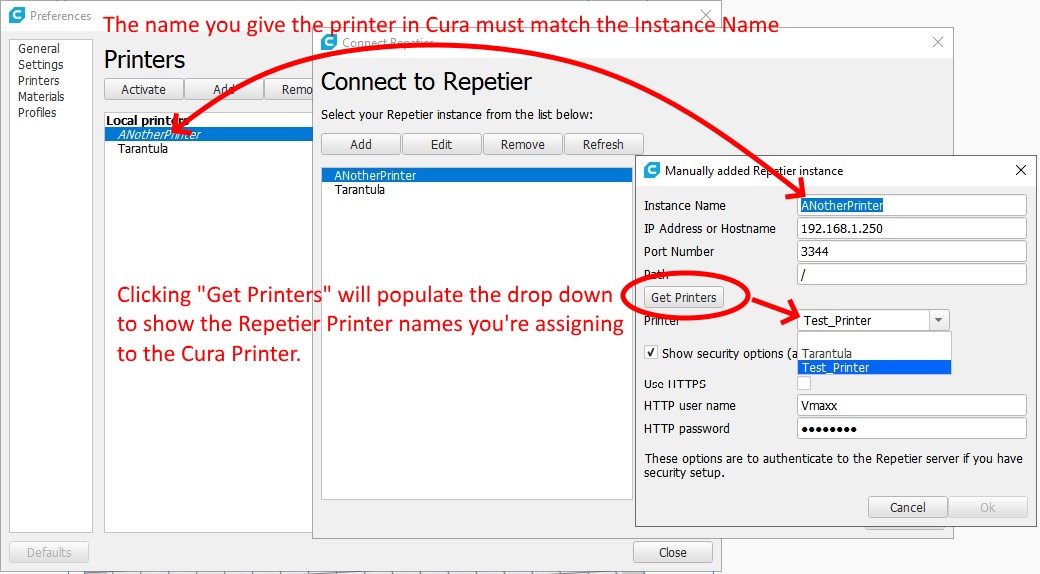 Preferences
The name you give the printer in Cura must match the Instance Name
General
Settings
Printers
Materials
Profiles
Printers
Activate
Add
Remo
Local printers
ANotherPrinter
Tarantula
Defaults
Close
Connect Repetier
Connect to Repetier
Select your Repetier instance from the list below:
Add
Edit
Remove
Refresh
ANotherPrinter
Tarantula
Clicking "Get Printers" will populate the drop down
to show the Repetier Printer names you're assigning
to the Cura Printer.
Manually added Repetier instance
Instance Name
ANotherPrinter
IP Address or Hostname
192.168.1.250
Port Number
3344
Path
/
Get Printers
Printer
Test_Printer
Tarantula
Test_Printer
Show security options (a
Use HTTPS
HTTP user name
Vmaxx
HTTP password
●●●●●●●●
These options are to authenticate to the Repetier server if you have
security setup.
Cancel
Ok